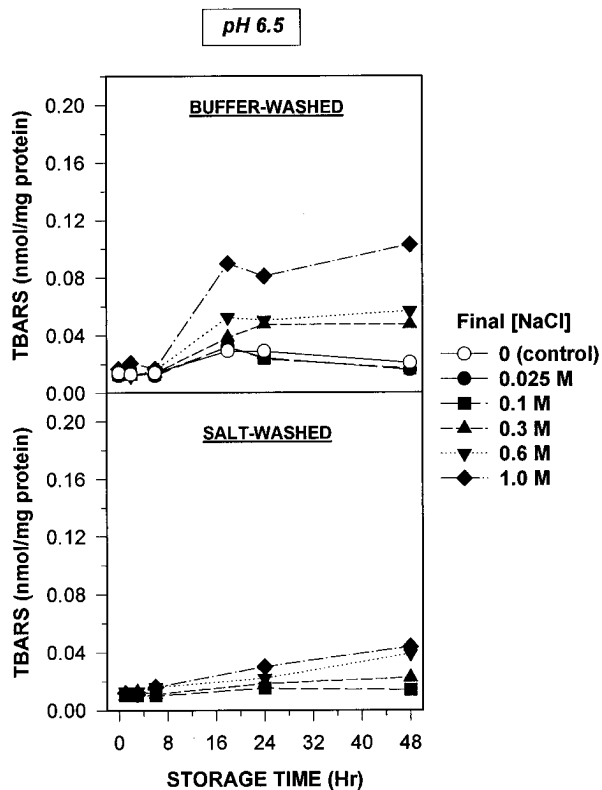 pH 6.5
BUFFER-WASHED
TBARS (nmol/mg protein)
0.20
0.16
0.12
0.08
0.04
0.00
SALT-WASHED
TBARS (nmol/mg protein)
0.20
0.16
0.12
0.08
0.04
0.00
0 8 16 24 32 40 48
STORAGE TIME (Hr)
Final [NaCl]
0 (control)
0.025 M
0.1 M
0.3 M
0.6 M
1.0 M